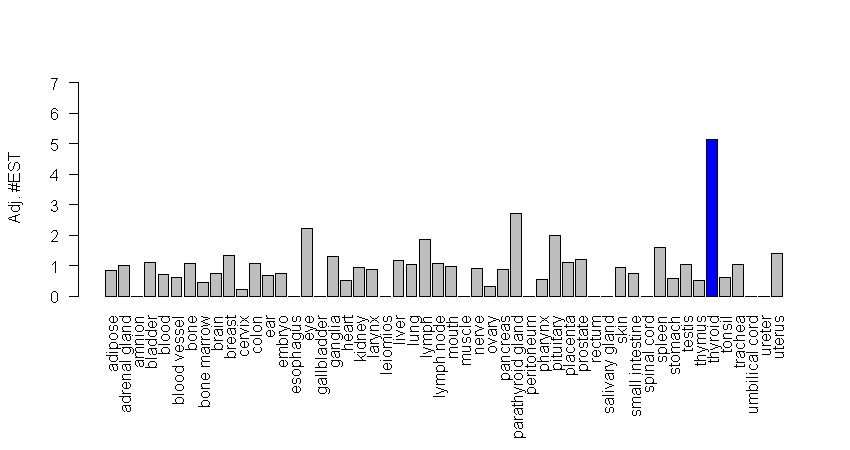 7
6
5
4
3
2
1
0
Adj. #EST
adipose
adrenal gland
amnion
bladder
blood
blood vessel
bone
bone marrow
brain
breast
cervix
colon
ear
embryo
esophagus
eye
gallbladder
ganglia
heart
kidney
larynx
leiomios
liver
lung
lymph
lymph node
mouth
muscle
nerve
ovary
pancreas
parathyroid gland
peritoneum
pharynx
pituitary
placenta
prostate
rectum
salivary gland
skin
small intestine
spinal cord
spleen
stomach
testis
thymus
thyroid
tonsil
trachea
umbilical cord
ureter
uterus